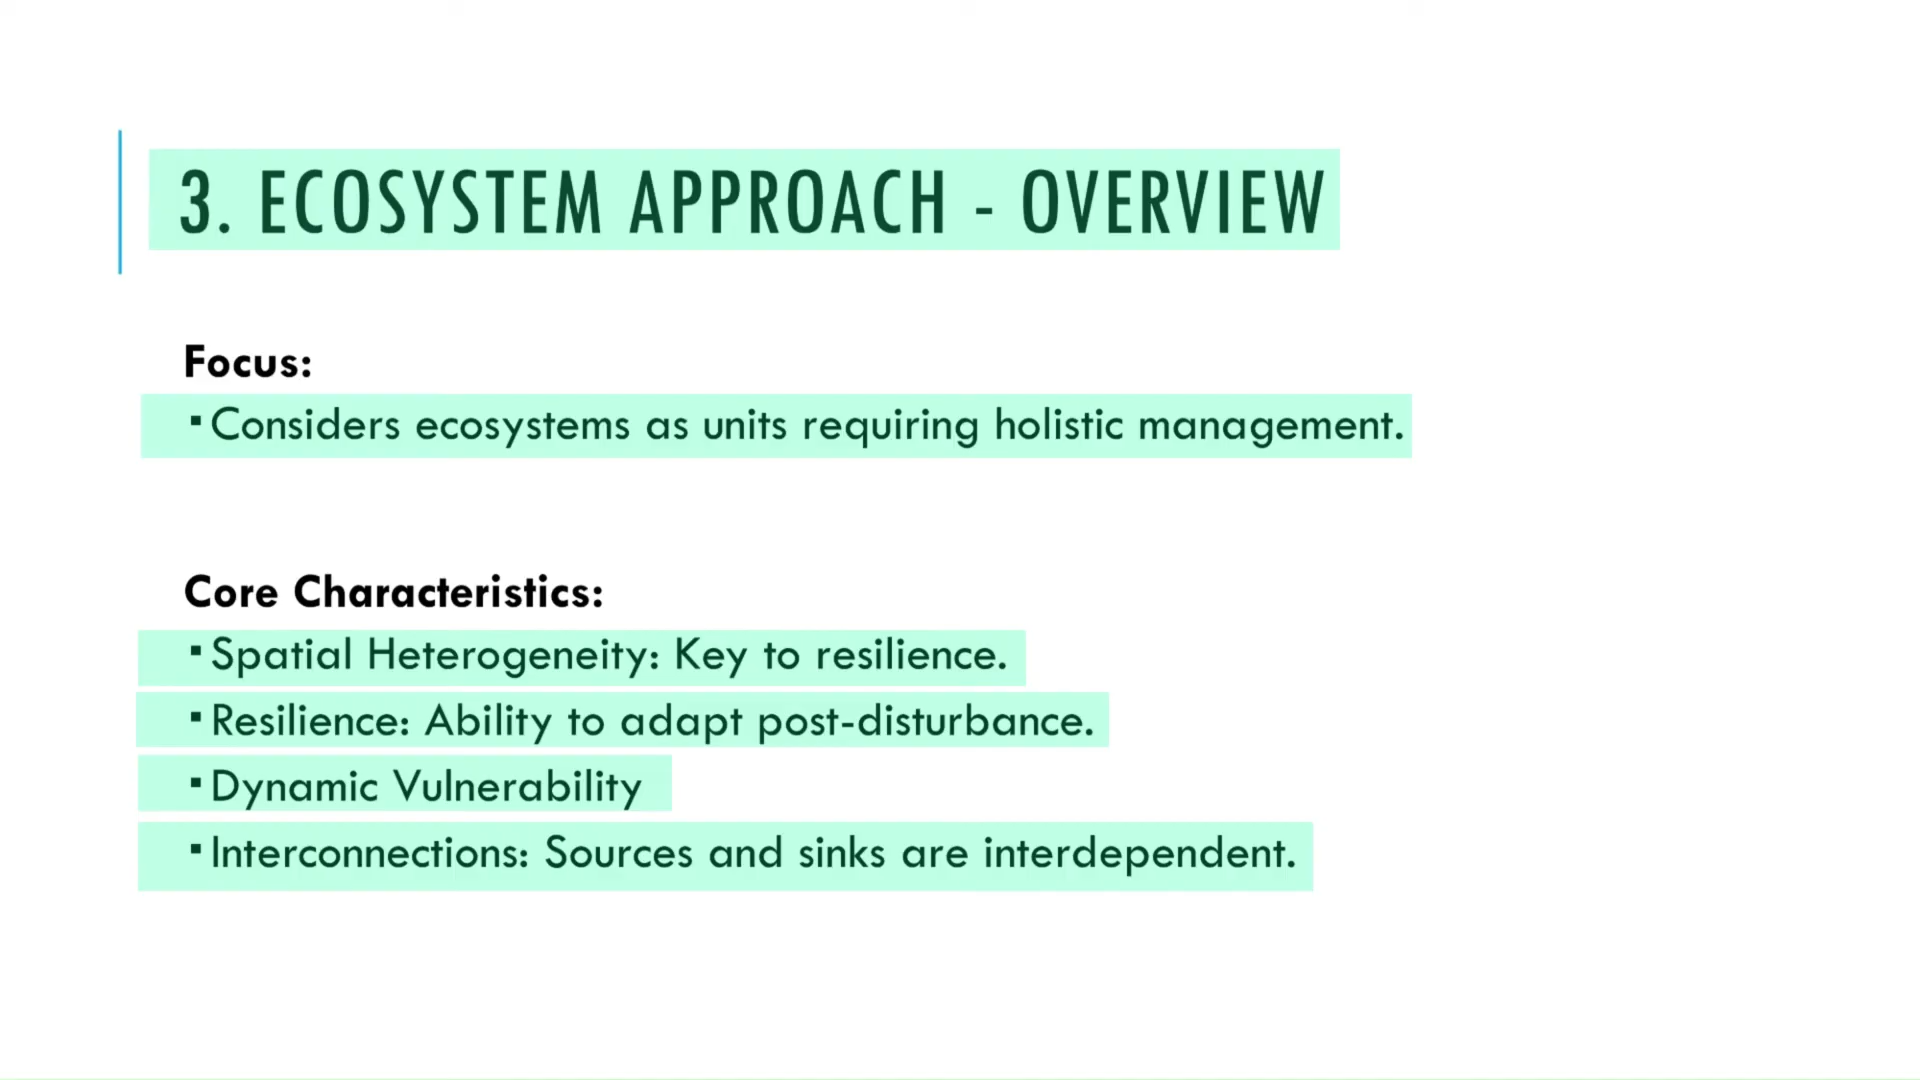 3. ECOSYSTEM APPROACH - OVERVIEW
Focus:
▪ Considers ecosystems as units requiring holistic management.
Core Characteristics:
▪ Spatial Heterogeneity: Key to resilience.
▪ Resilience: Ability to adapt post-disturbance.
▪ Dynamic Vulnerability
▪ Interconnections: Sources and sinks are interdependent.